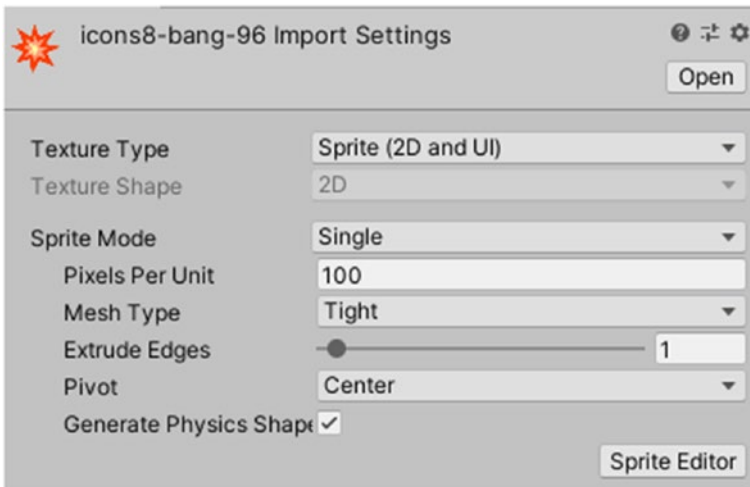 icons8-bang-96 Import Settings
Open
Texture Type Sprite (2D and UI)
Texture Shape 2D
Sprite Mode Single
Pixels Per Unit 100
Mesh Type Tight
Extrude Edges 1
Pivot Center
Generate Physics Shape
Sprite Editor